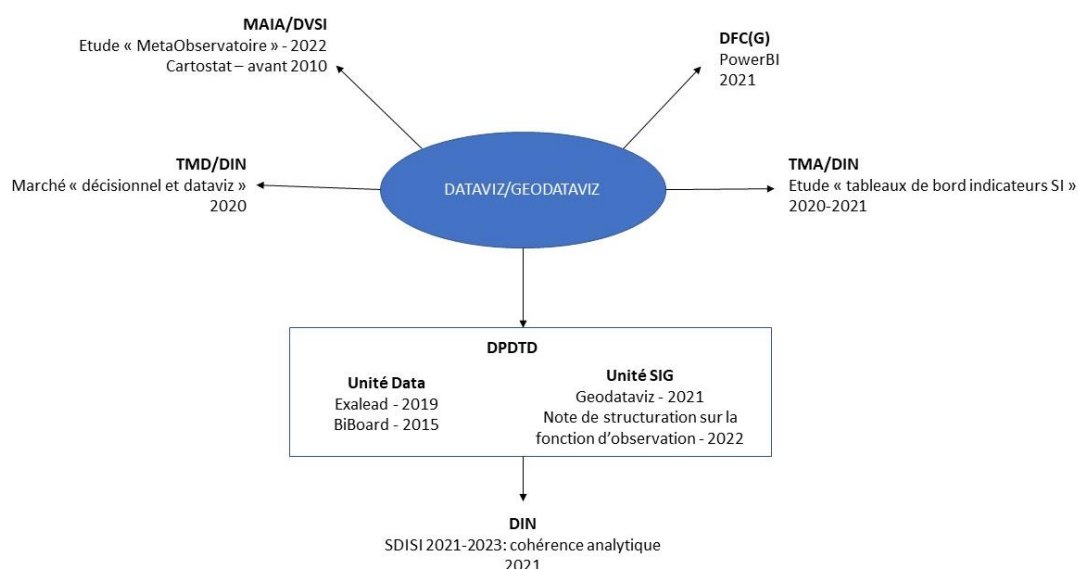 MAIA/DVSI
Etude « MetaObservatoire » - 2022
Cartostat – avant 2010
DFC(G)
PowerBI
2021
TMD/DIN
Marché « décisionnel et dataviz »
2020
DATAVIZ/GEODATAVIZ
TMA/DIN
Etude « tableaux de bord indicateurs SI »
2020-2021
DPDTD
Unité Data
Exalead - 2019
BiBoard - 2015
Unité SIG
Geodataviz - 2021
Note de structuration sur la
fonction d’observation - 2022
DIN
SDISI 2021-2023: cohérence analytique
2021